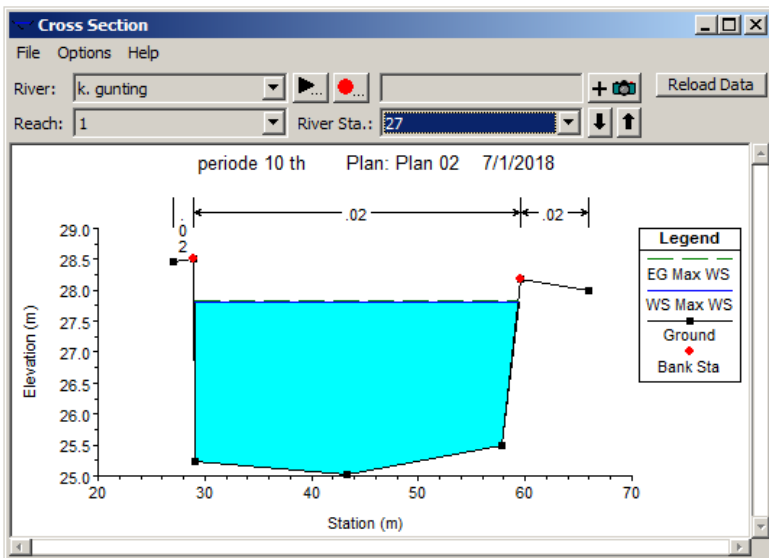 Cross Section
File Options Help
River: k. gunting ... ... + Reload Data
Reach: 1 River Sta.: 27
periode 10 th Plan: Plan 02 7/1/2018
.02
.02
.02
29.0
28.5
28.0
27.5
27.0
26.5
26.0
25.5
25.0
20 30 40 50 60 70
Elevation (m)
Station (m)
Legend
EG Max WS
WS Max WS
Ground
Bank Sta